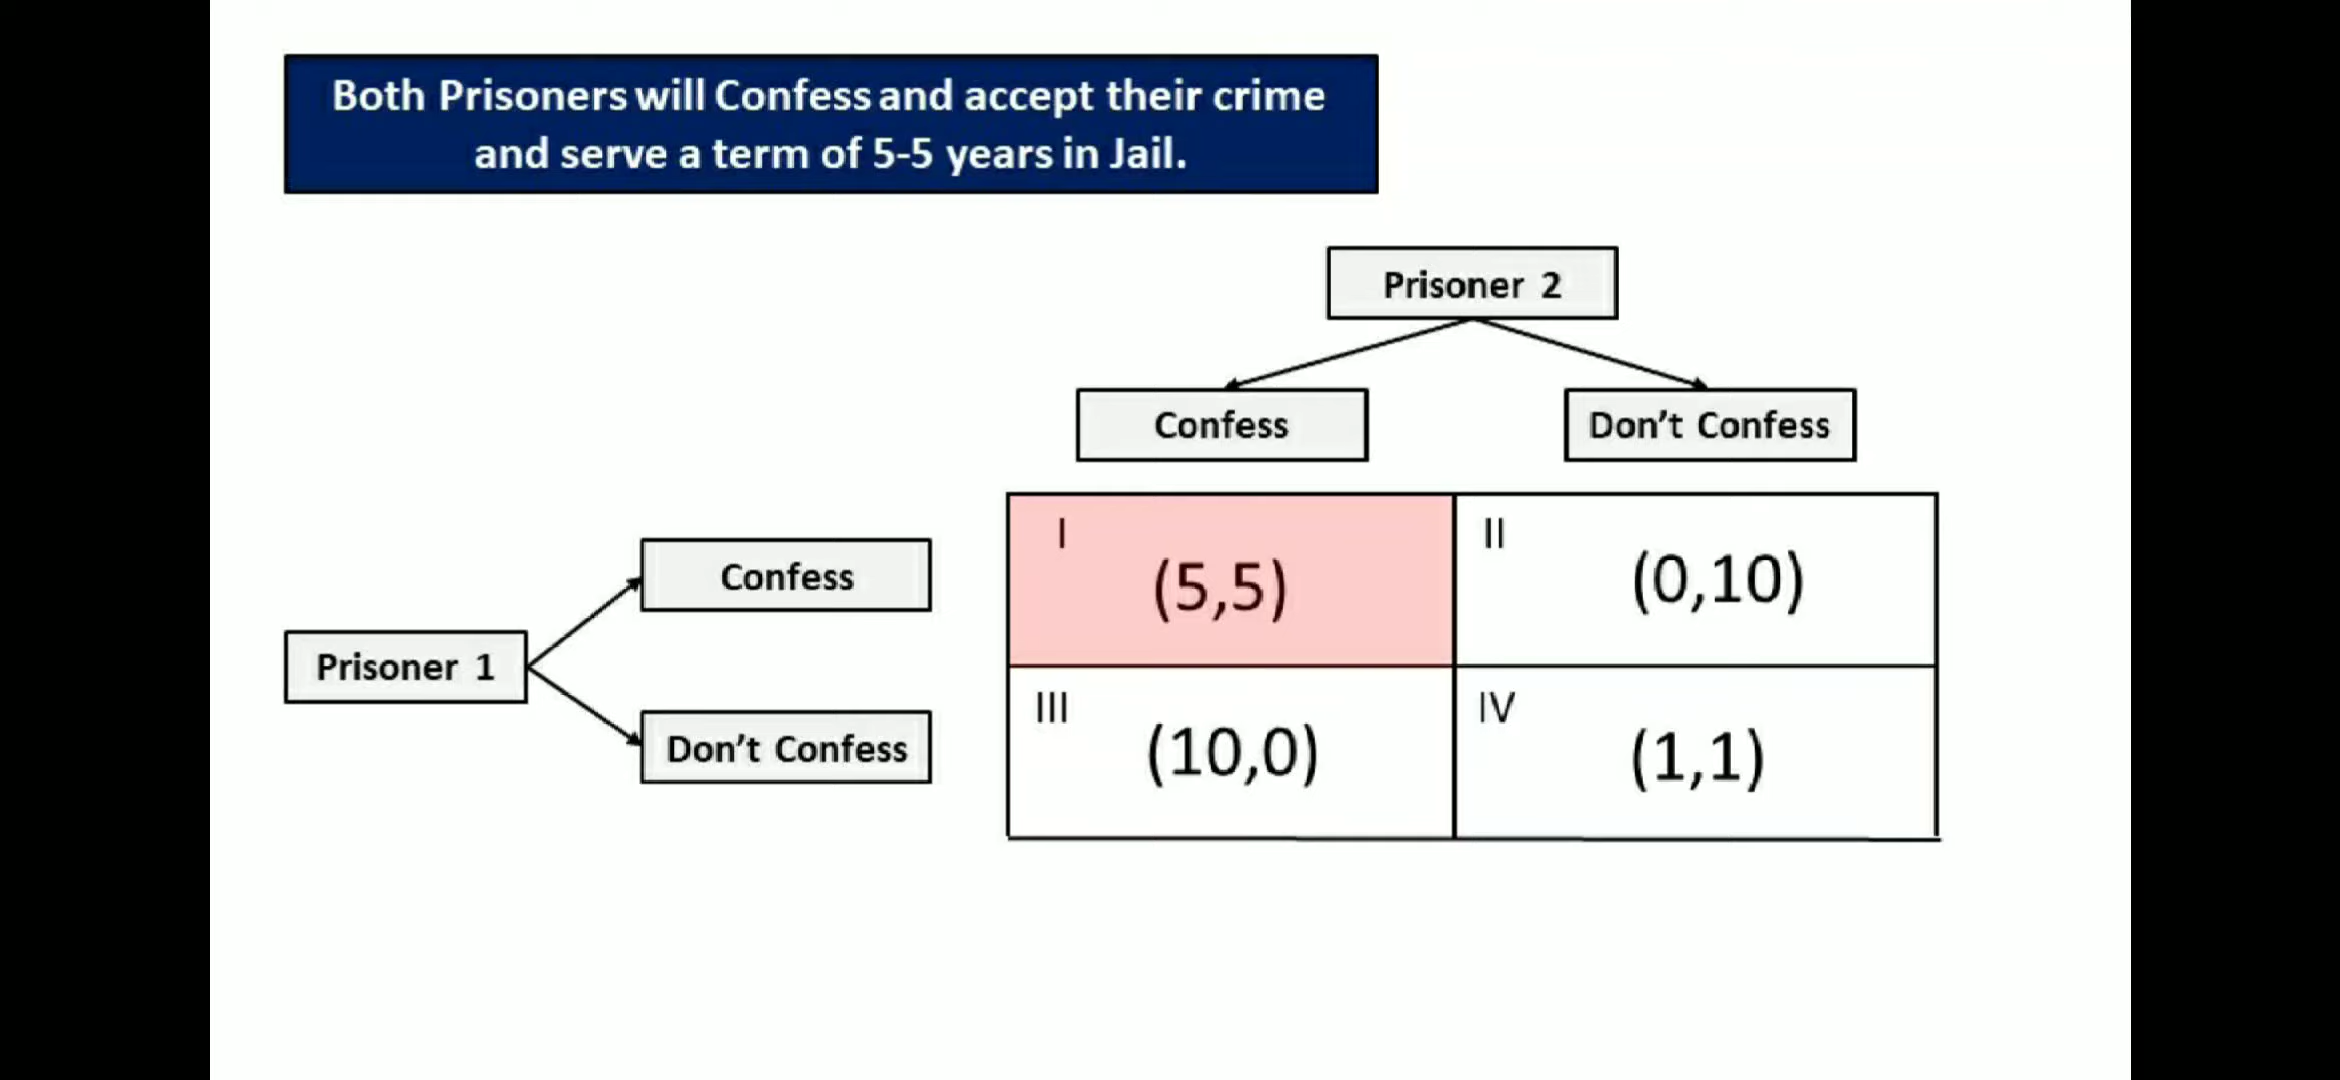 Both Prisoners will Confess and accept their crime
and serve a term of 5-5 years in Jail.
Prisoner 2
Confess
Don't Confess
Prisoner 1
Confess
Don't Confess
I
(5,5)
II
(0,10)
III
(10,0)
IV
(1,1)